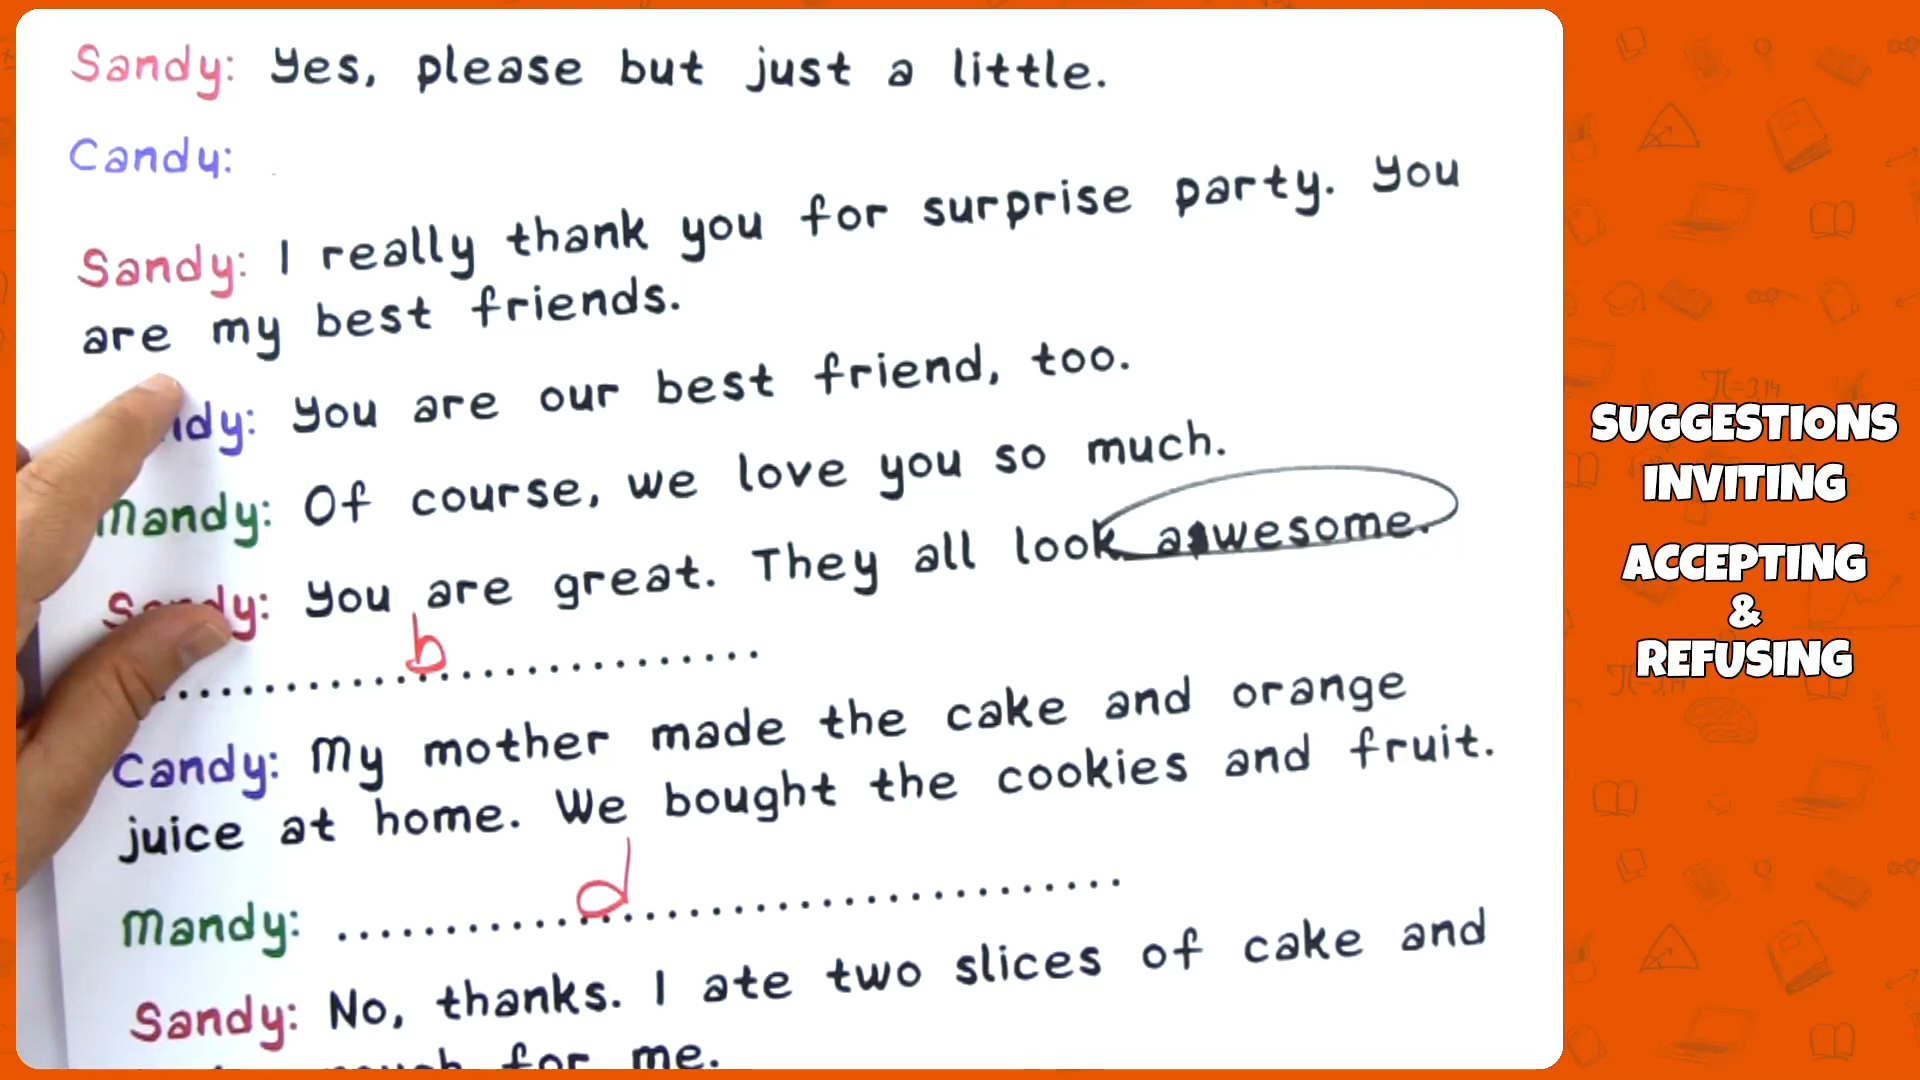 Sandy: Yes, please but just a little.
Candy:
Sandy: I really thank you for surprise party. You
are my best friends.
ndy: You are our best friend, too.
Mandy: Of course, we love you so much.
Sandy: You are great. They all look awesome.
b
Candy: My mother made the cake and orange
juice at home. We bought the cookies and fruit.
d
Mandy: ....................................
Sandy: No, thanks. I ate two slices of cake and
for me.
SUGGESTIONS
INVITING
ACCEPTING
&
REFUSING